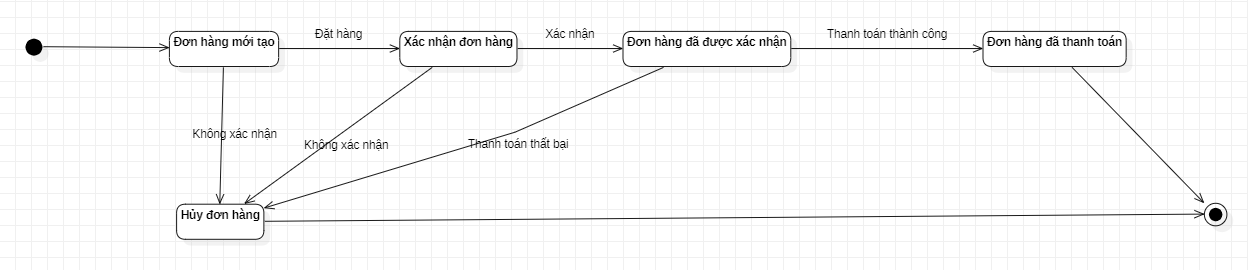 Đơn hàng mới tạo
Đặt hàng
Xác nhận đơn hàng
Xác nhận
Đơn hàng đã được xác nhận
Thanh toán thành công
Đơn hàng đã thanh toán
Không xác nhận
Không xác nhận
Thanh toán thất bại
Hủy đơn hàng